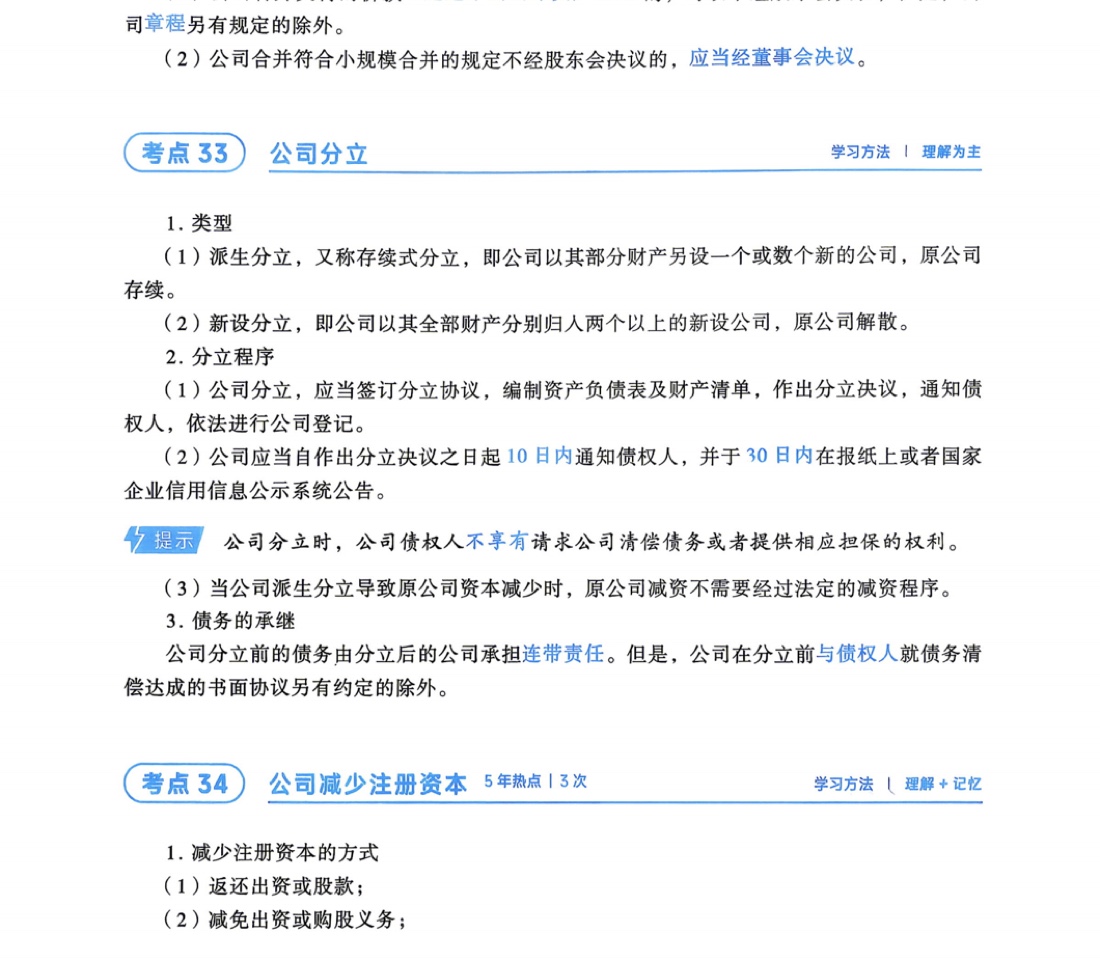 司章程另有规定的除外。
（2）公司合并符合小规模合并的规定不经股东会决议的，应当经董事会决议。
考点 33 公司分立 学习方法 | 理解为主
1. 类型
（1）派生分立，又称存续式分立，即公司以其部分财产另设一个或数个新的公司，原公司
存续。
（2）新设分立，即公司以其全部财产分别归入两个以上的新设公司，原公司解散。
2. 分立程序
（1）公司分立，应当签订分立协议，编制资产负债表及财产清单，作出分立决议，通知债
权人，依法进行公司登记。
（2）公司应当自作出分立决议之日起 10 日内通知债权人，并于 30 日内在报纸上或者国家
企业信用信息公示系统公告。
提示 公司分立时，公司债权人不享有请求公司清偿债务或者提供相应担保的权利。
（3）当公司派生分立导致原公司资本减少时，原公司减资不需要经过法定的减资程序。
3. 债务的承继
公司分立前的债务由分立后的公司承担连带责任。但是，公司在分立前与债权人就债务清
偿达成的书面协议另有约定的除外。
考点 34 公司减少注册资本 5 年热点 | 3 次 学习方法 | 理解 + 记忆
1. 减少注册资本的方式
（1）返还出资或股款；
（2）减免出资或购股义务；